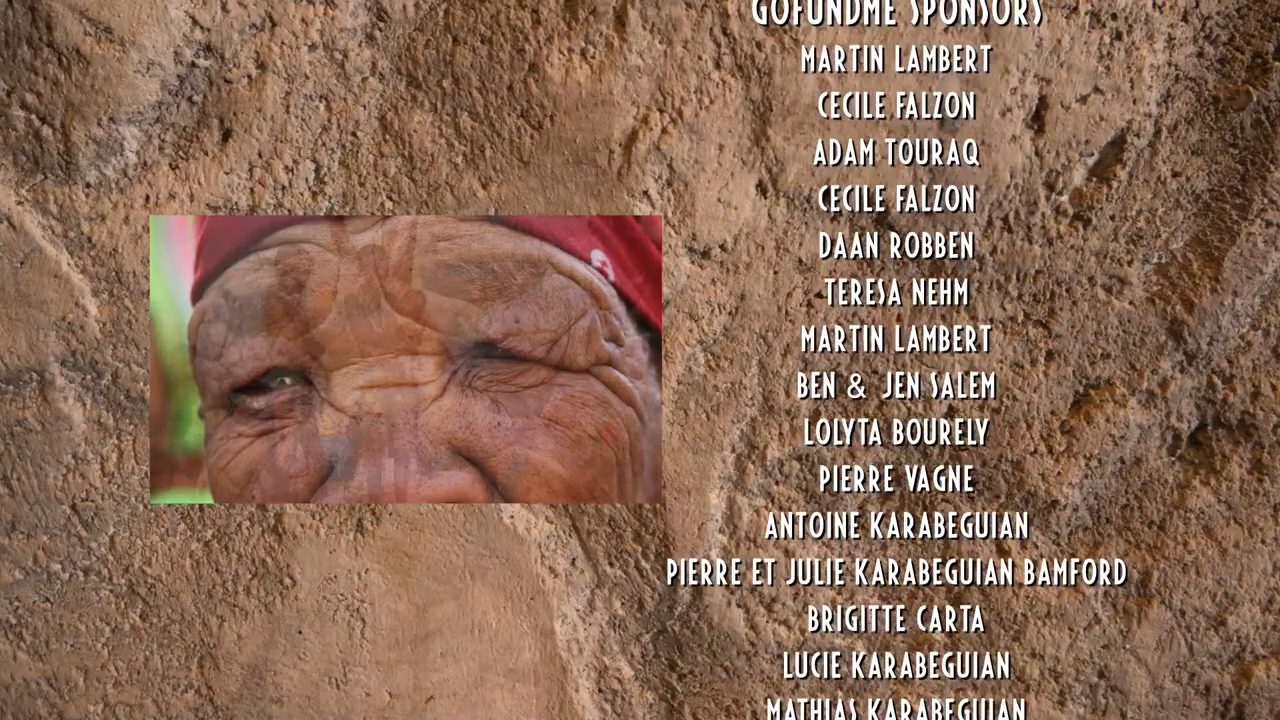 GOFUNDME SPONSORS
MARTIN LAMBERT
CECILE FALZON
ADAM TOURAQ
CECILE FALZON
DAAN ROBBEN
TERESA NEHM
MARTIN LAMBERT
BEN & JEN SALEM
LOLYTA BOURELY
PIERRE VAGNE
ANTOINE KARABEGUIAN
PIERRE ET JULIE KARABEGUIAN BAMFORD
BRIGITTE CARTA
LUCIE KARABEGUIAN
MATHIAS KARABEGUIAN